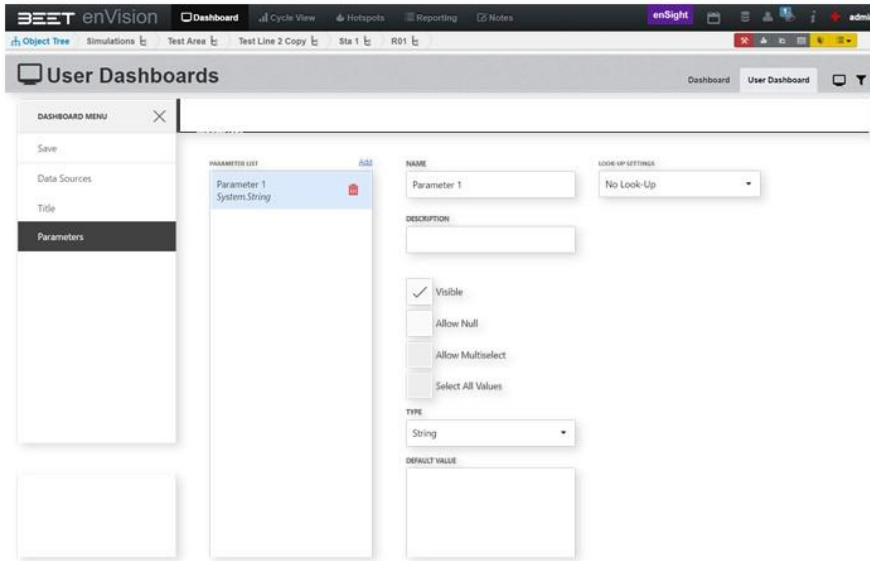 BEET enVision Dashboard Cycle View Hotspots Reporting Notes enSight 1 i admi
Object Tree Simulations Test Area Test Line 2 Copy Sta 1 R01
User Dashboards Dashboard User Dashboard
DASHBOARD MENU
Save
Data Sources
Title
Parameters
PARAMETER LIST Add
Parameter 1
System.String
NAME
Parameter 1
DESCRIPTION
Visible
Allow Null
Allow Multiselect
Select All Values
TYPE
String
DEFAULT VALUE
LOOK-UP SETTINGS
No Look-Up